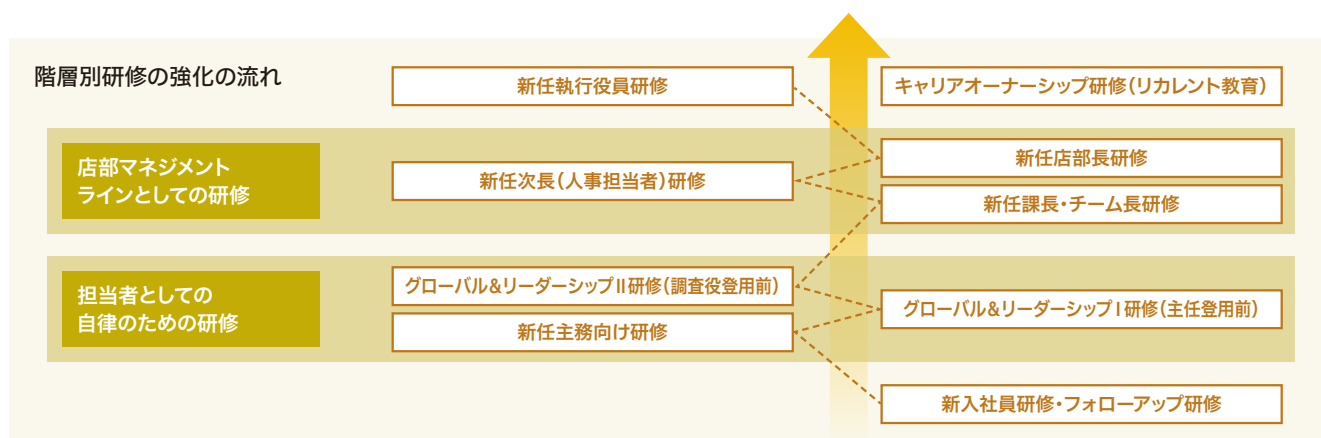 階層別研修の強化の流れ
新任執行役員研修
キャリアオーナーシップ研修(リカレント教育)
店部マネジメント
ラインとしての研修
新任次長(人事担当者)研修
新任店部長研修
新任課長・チーム長研修
担当者としての
自律のための研修
グローバル&リーダーシップⅡ研修(調査役登用前)
新任主務向け研修
グローバル&リーダーシップⅠ研修(主任登用前)
新入社員研修・フォローアップ研修